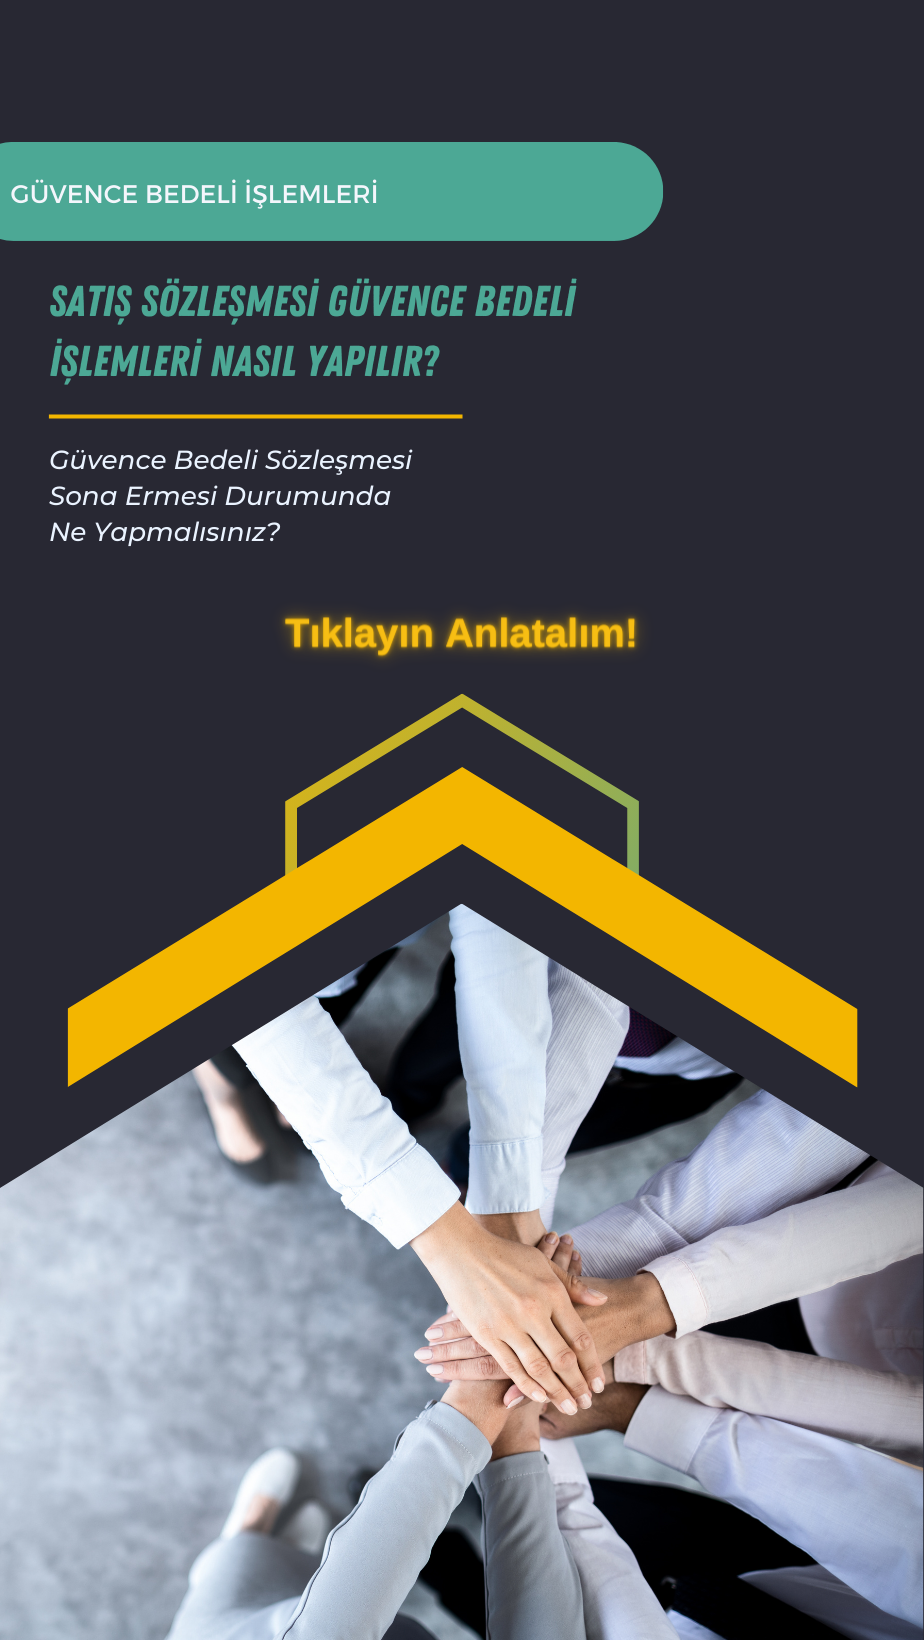 GÜVENCE BEDELİ İŞLEMLERİ
SATIŞ SÖZLEŞMESİ GÜVENCE BEDELİ
İŞLEMLERİ NASIL YAPILIR?
Güvence Bedeli Sözleşmesi
Sona Ermesi Durumunda
Ne Yapmalısınız?
Tıklayın Anlatalım!